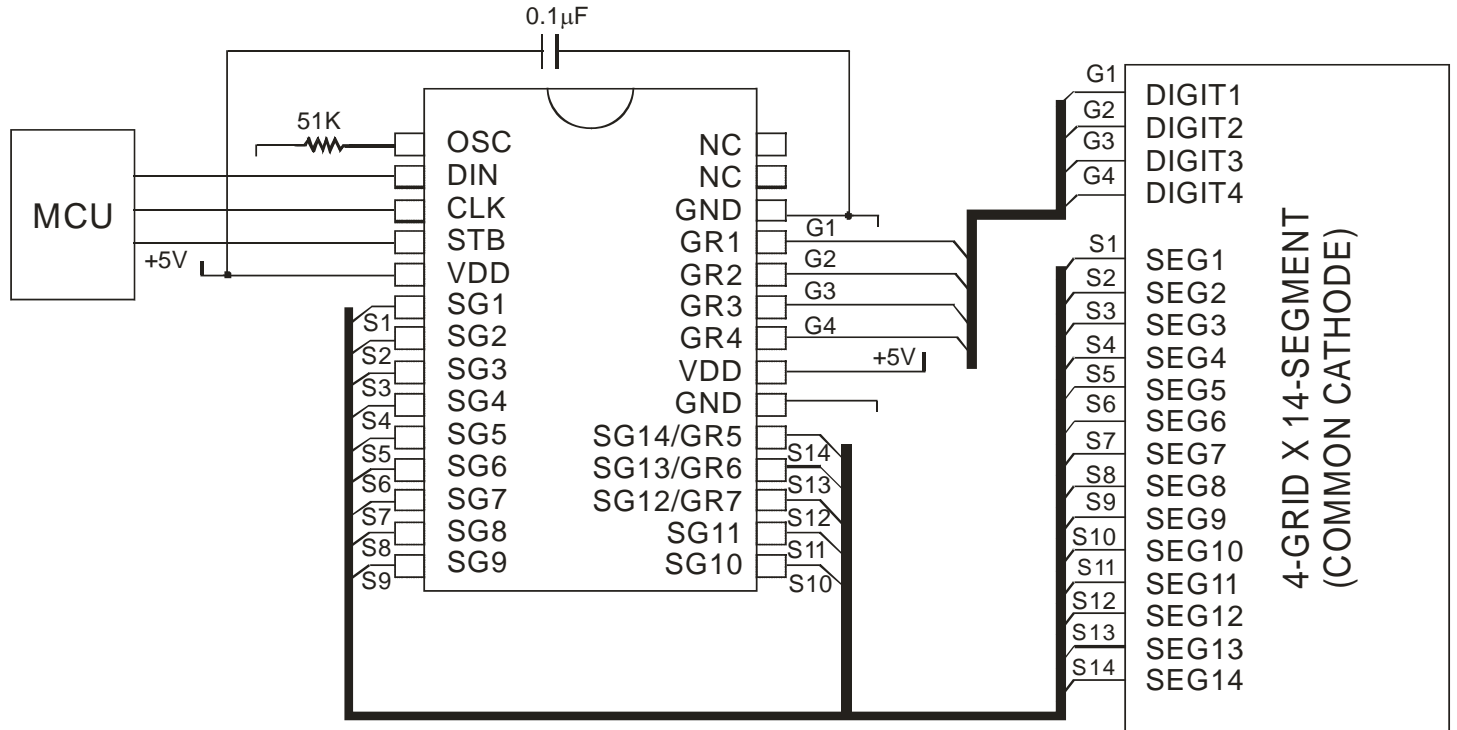 0.1μF
51K
MCU
+5V
OSC
DIN
CLK
STB
VDD
SG1
SG2
SG3
SG4
SG5
SG6
SG7
SG8
SG9
S1
S2
S3
S4
S5
S6
S7
S8
S9
NC
NC
GND
GR1
GR2
GR3
GR4
VDD
GND
SG14/GR5
SG13/GR6
SG12/GR7
SG11
SG10
G1
G2
G3
G4
+5V
S14
S13
S12
S11
S10
G1
G2
G3
G4
S1
S2
S3
S4
S5
S6
S7
S8
S9
S10
S11
S12
S13
S14
DIGIT1
DIGIT2
DIGIT3
DIGIT4
SEG1
SEG2
SEG3
SEG4
SEG5
SEG6
SEG7
SEG8
SEG9
SEG10
SEG11
SEG12
SEG13
SEG14
4-GRID X 14-SEGMENT
(COMMON CATHODE)